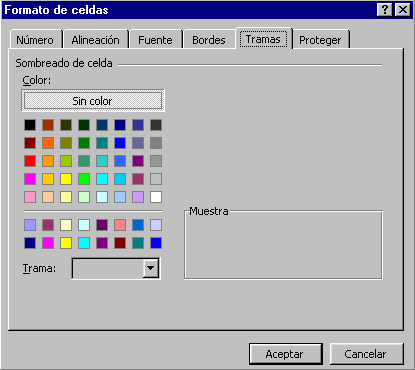 Formato de celdas
Número Alineación Fuente Bordes Tramas Proteger
Sombreado de celda
Color:
Sin color
Muestra
Trama:
Aceptar Cancelar